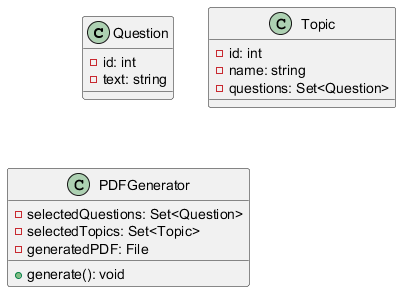 C Question
id: int
text: string
C Topic
id: int
name: string
questions: Set<Question>
C PDFGenerator
selectedQuestions: Set<Question>
selectedTopics: Set<Topic>
generatedPDF: File
generate(): void